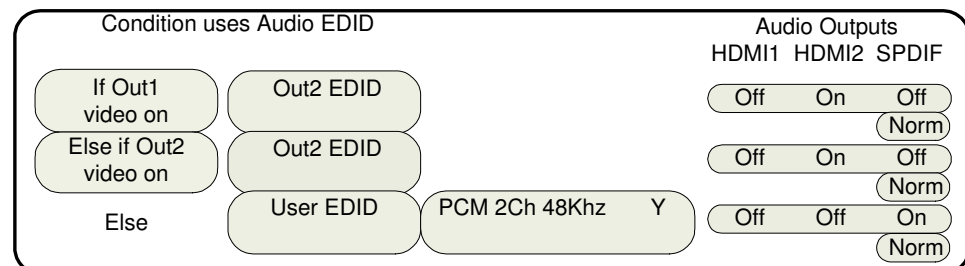 Condition uses Audio EDID
Audio Outputs
HDMI1 HDMI2 SPDIF
If Out1
video on
Out2 EDID
Off On Off
Norm
Else if Out2
video on
Out2 EDID
Off On Off
Norm
Else
User EDID
PCM 2Ch 48Khz Y
Off Off On
Norm